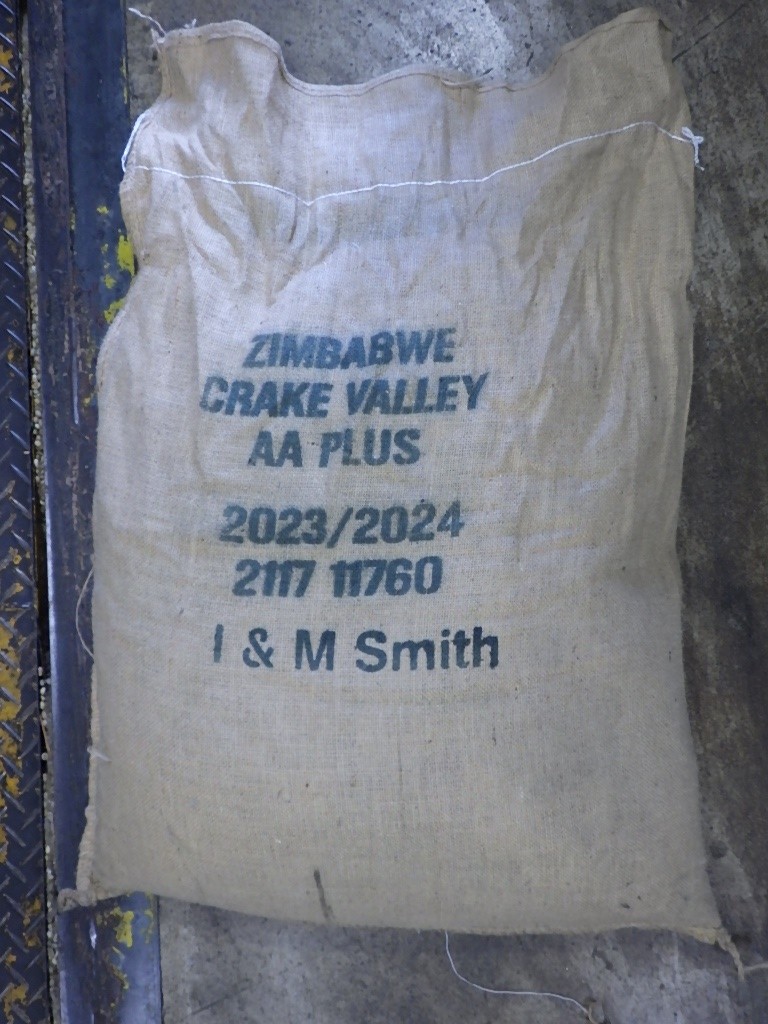 ZIMBABWE
CRAKE VALLEY
AA PLUS
2023/2024
2117 11760
I & M Smith